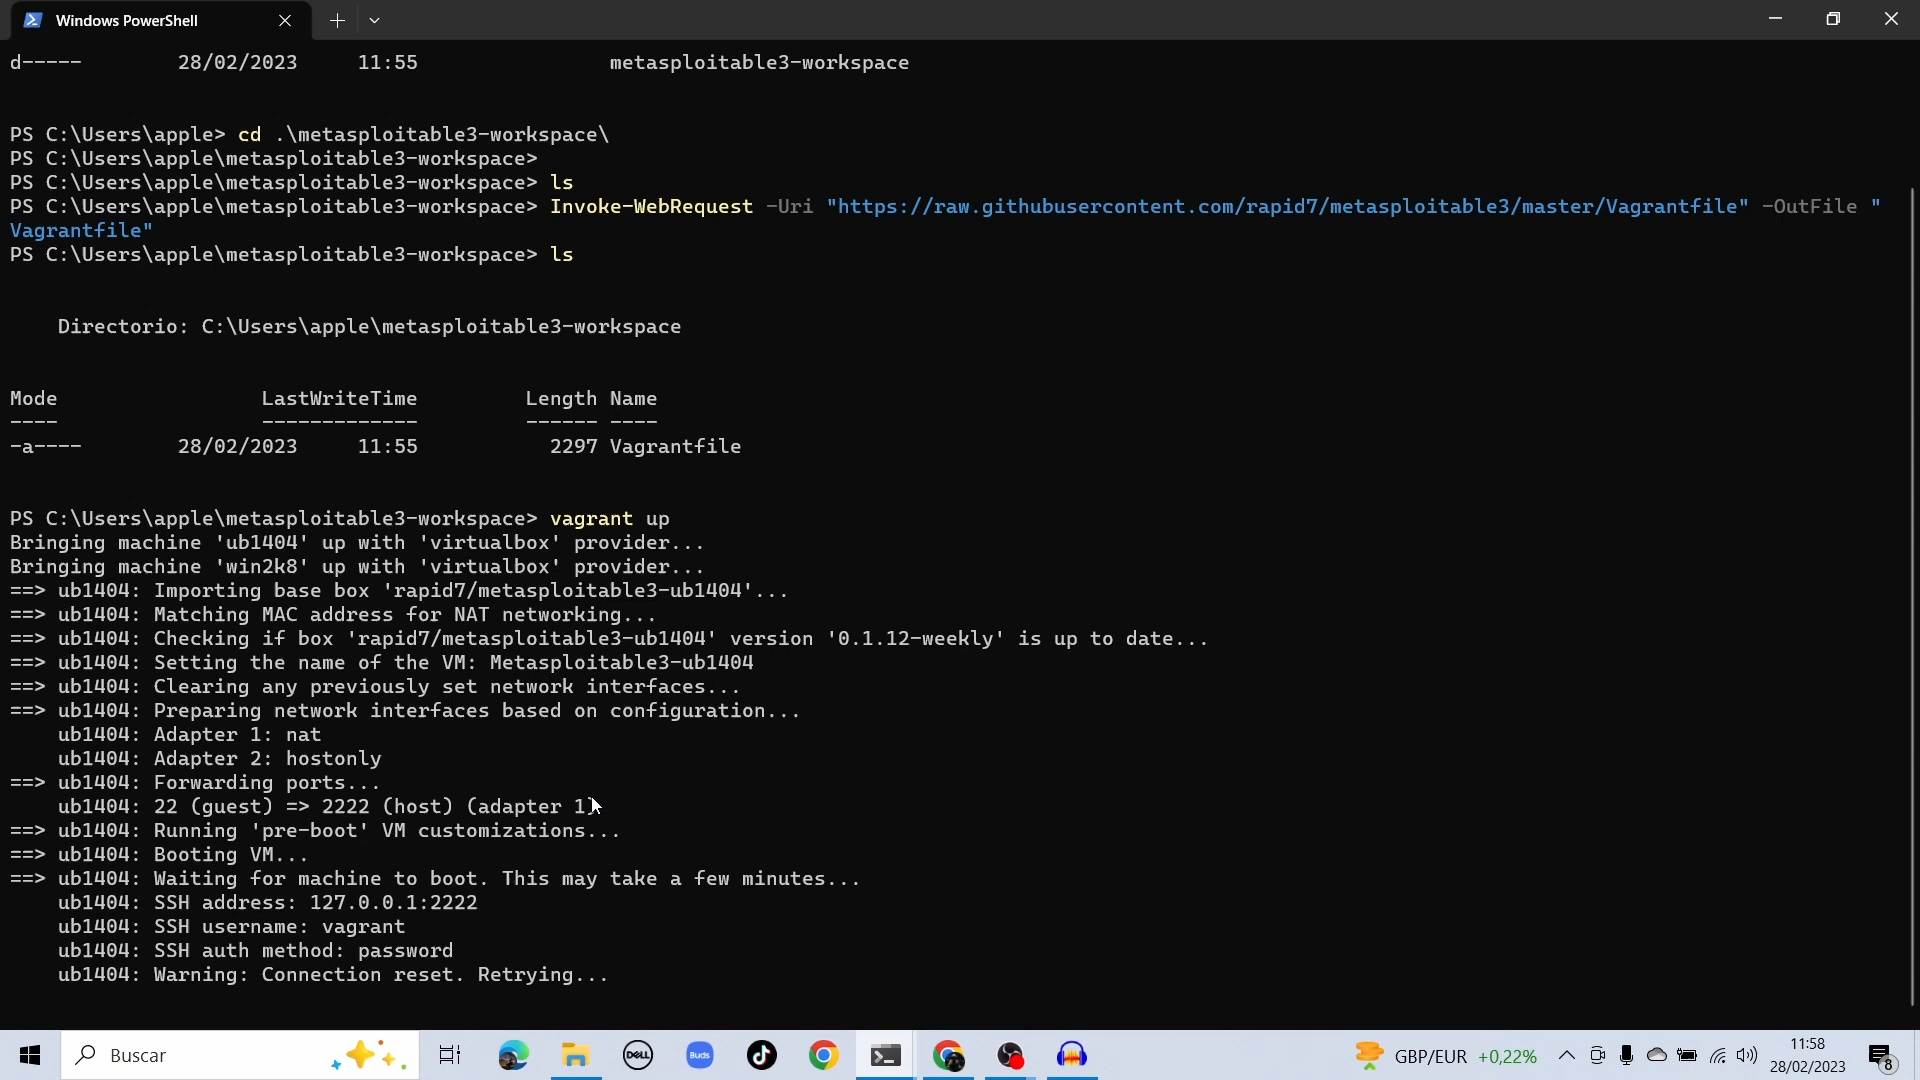 Windows PowerShell
d-----        28/02/2023     11:55                metasploitable3-workspace
PS C:\Users\apple> cd .\metasploitable3-workspace\
PS C:\Users\apple\metasploitable3-workspace>
PS C:\Users\apple\metasploitable3-workspace> ls
PS C:\Users\apple\metasploitable3-workspace> Invoke-WebRequest -Uri "https://raw.githubusercontent.com/rapid7/metasploitable3/master/Vagrantfile" -OutFile "
Vagrantfile"
PS C:\Users\apple\metasploitable3-workspace> ls
Directorio: C:\Users\apple\metasploitable3-workspace
Mode                 LastWriteTime         Length Name
----                 -------------         ------ ----
-a----        28/02/2023     11:55           2297 Vagrantfile
PS C:\Users\apple\metasploitable3-workspace> vagrant up
Bringing machine 'ub1404' up with 'virtualbox' provider...
Bringing machine 'win2k8' up with 'virtualbox' provider...
==> ub1404: Importing base box 'rapid7/metasploitable3-ub1404'...
==> ub1404: Matching MAC address for NAT networking...
==> ub1404: Checking if box 'rapid7/metasploitable3-ub1404' version '0.1.12-weekly' is up to date...
==> ub1404: Setting the name of the VM: Metasploitable3-ub1404
==> ub1404: Clearing any previously set network interfaces...
==> ub1404: Preparing network interfaces based on configuration...
    ub1404: Adapter 1: nat
    ub1404: Adapter 2: hostonly
==> ub1404: Forwarding ports...
    ub1404: 22 (guest) => 2222 (host) (adapter 1)
==> ub1404: Running 'pre-boot' VM customizations...
==> ub1404: Booting VM...
==> ub1404: Waiting for machine to boot. This may take a few minutes...
    ub1404: SSH address: 127.0.0.1:2222
    ub1404: SSH username: vagrant
    ub1404: SSH auth method: password
    ub1404: Warning: Connection reset. Retrying...
Buscar
DELL
Buds
GBP/EUR +0,22%
11:58
28/02/2023
8